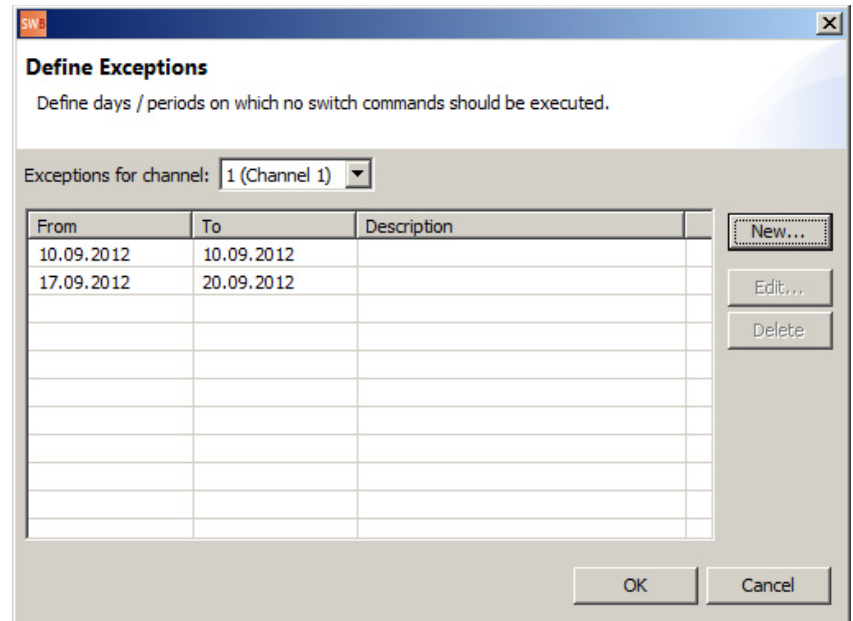 SWB
Define Exceptions
Define days / periods on which no switch commands should be executed.
Exceptions for channel: 1 (Channel 1)
From To Description
New...
10.09.2012 10.09.2012
17.09.2012 20.09.2012
Edit...
Delete
OK Cancel